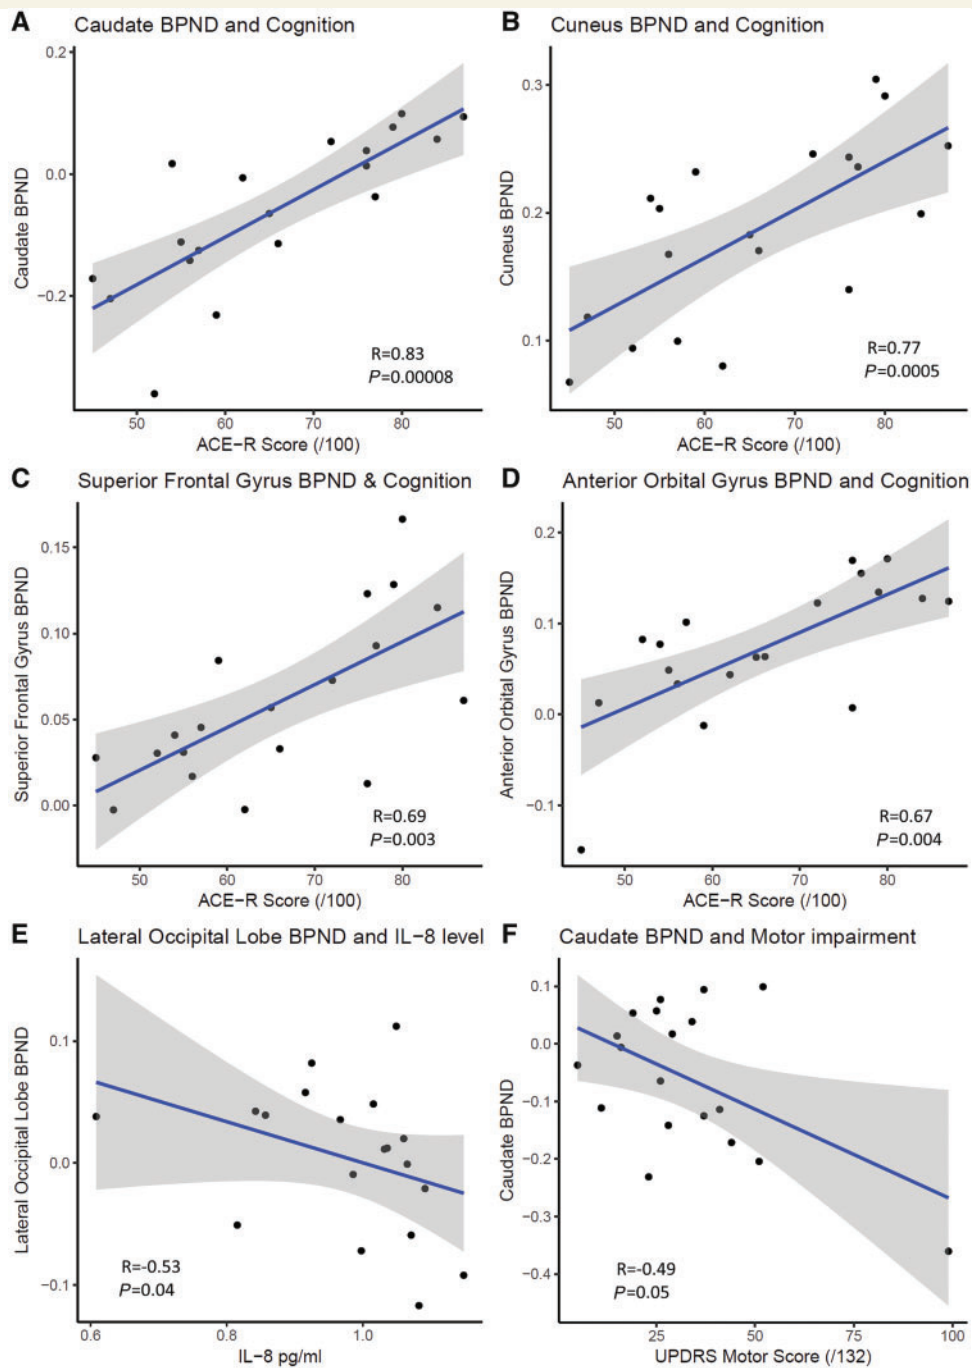 A Caudate BPND and Cognition
0.2
0.0
−0.2
Caudate BPND
R=0.83
P=0.00008
50 60 70 80
ACE−R Score (/100)
B Cuneus BPND and Cognition
0.3
0.2
0.1
Cuneus BPND
R=0.77
P=0.0005
50 60 70 80
ACE−R Score (/100)
C Superior Frontal Gyrus BPND & Cognition
0.15
0.10
0.05
0.00
Superior Frontal Gyrus BPND
R=0.69
P=0.003
50 60 70 80
ACE−R Score (/100)
D Anterior Orbital Gyrus BPND and Cognition
0.2
0.1
0.0
−0.1
Anterior Orbital Gyrus BPND
R=0.67
P=0.004
50 60 70 80
ACE−R Score (/100)
E Lateral Occipital Lobe BPND and IL−8 level
0.1
0.0
−0.1
Lateral Occipital Lobe BPND
R=-0.53
P=0.04
0.6 0.8 1.0
IL−8 pg/ml
F Caudate BPND and Motor impairment
0.1
0.0
−0.1
−0.2
−0.3
−0.4
Caudate BPND
R=-0.49
P=0.05
25 50 75 100
UPDRS Motor Score (/132)